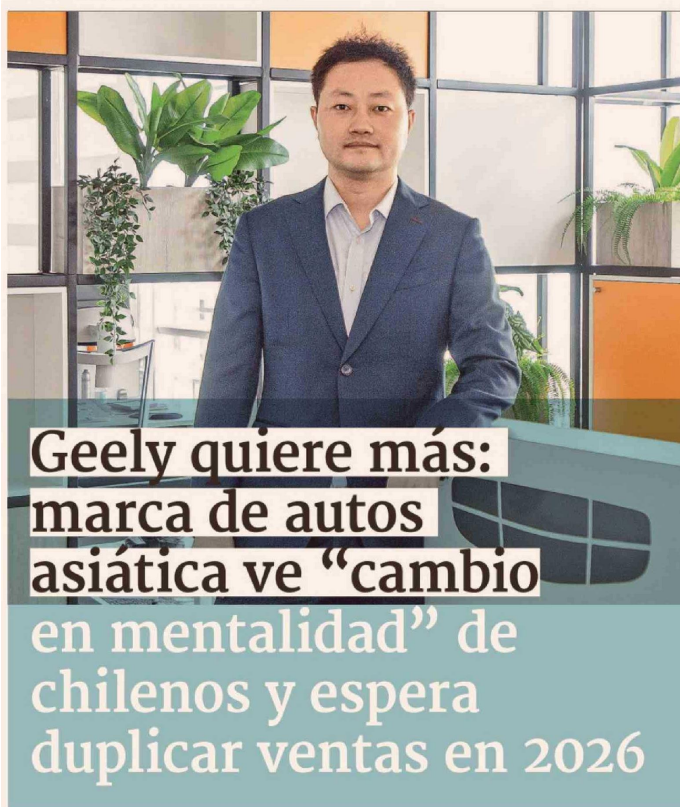 Geely quiere más:
marca de autos
asiática ve “cambio
en mentalidad” de
chilenos y espera
duplicar ventas en 2026